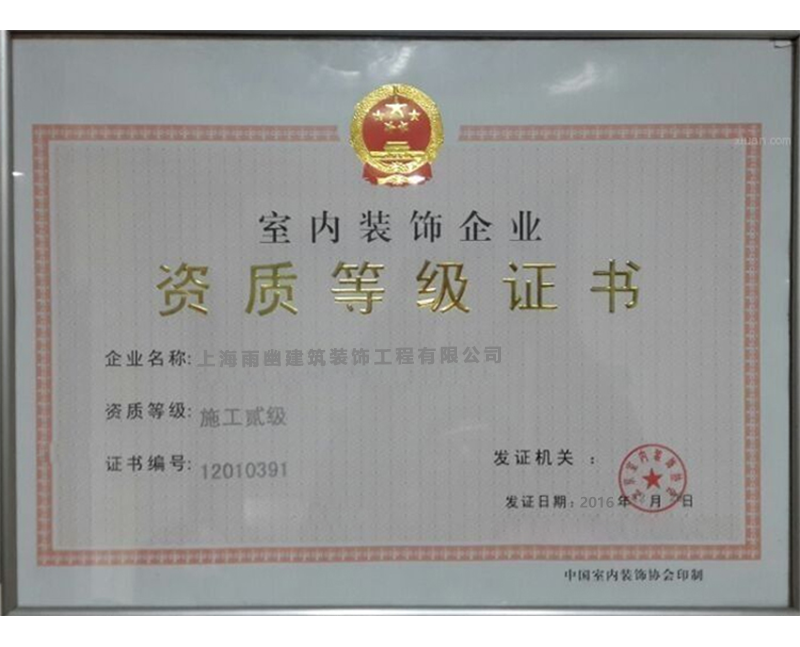 xiuan.com
室内装饰企业
资质等级证书
企业名称:上海雨幽建筑装饰工程有限公司
资质等级:施工贰级
证书编号:12010391
发证机关：
发证日期:2016年 月 日
中国室内装饰协会印制